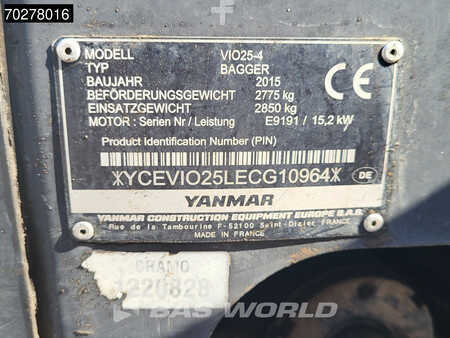 70278016
MODELL VIO25-4
TYP BAGGER
BAUJAHR 2015
BEFÖRDERUNGSGEWICHT 2775 kg
EINSATZGEWICHT 2850 kg
MOTOR : Serien Nr / Leistung E9191 / 15,2 kW
CE
Product Identification Number (PIN)
YCEVIO25LECG10964
DE
YANMAR
YANMAR CONSTRUCTION EQUIPMENT EUROPE S.A.S.
Rue de la Tambourine F-52100 Saint-Dizier FRANCE
MADE IN FRANCE
CRAMO
1220828
BAS WORLD